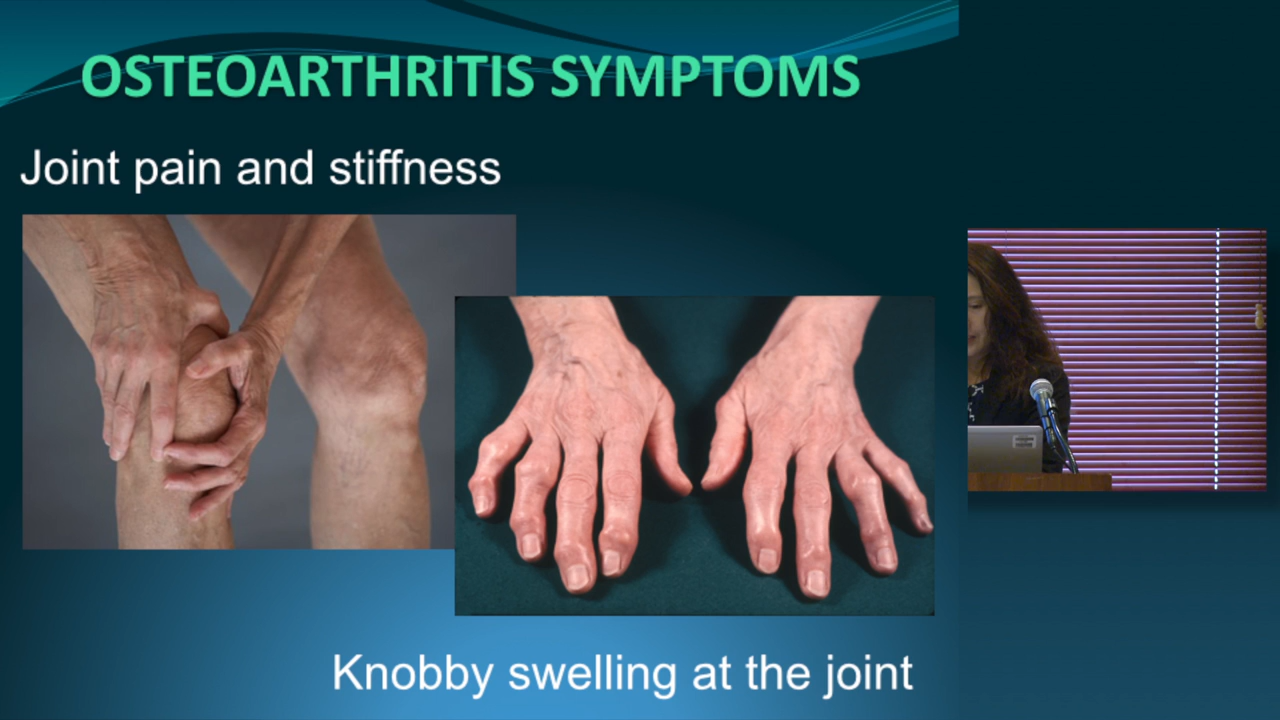 OSTEOARTHRITIS SYMPTOMS
Joint pain and stiffness
Knobby swelling at the joint